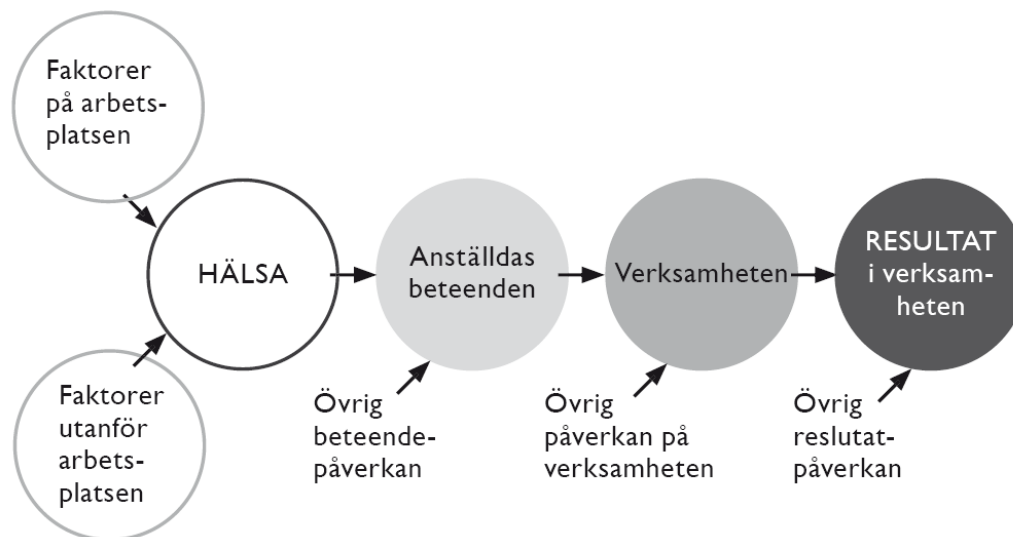 Faktorer
på arbets-
platsen
HÄLSA
Anställdas
beteenden
Verksamheten
RESULTAT
i verksam-
heten
Faktorer
utanför
arbets-
platsen
Övrig
beteende-
påverkan
Övrig
påverkan på
verksamheten
Övrig
reslutat-
påverkan